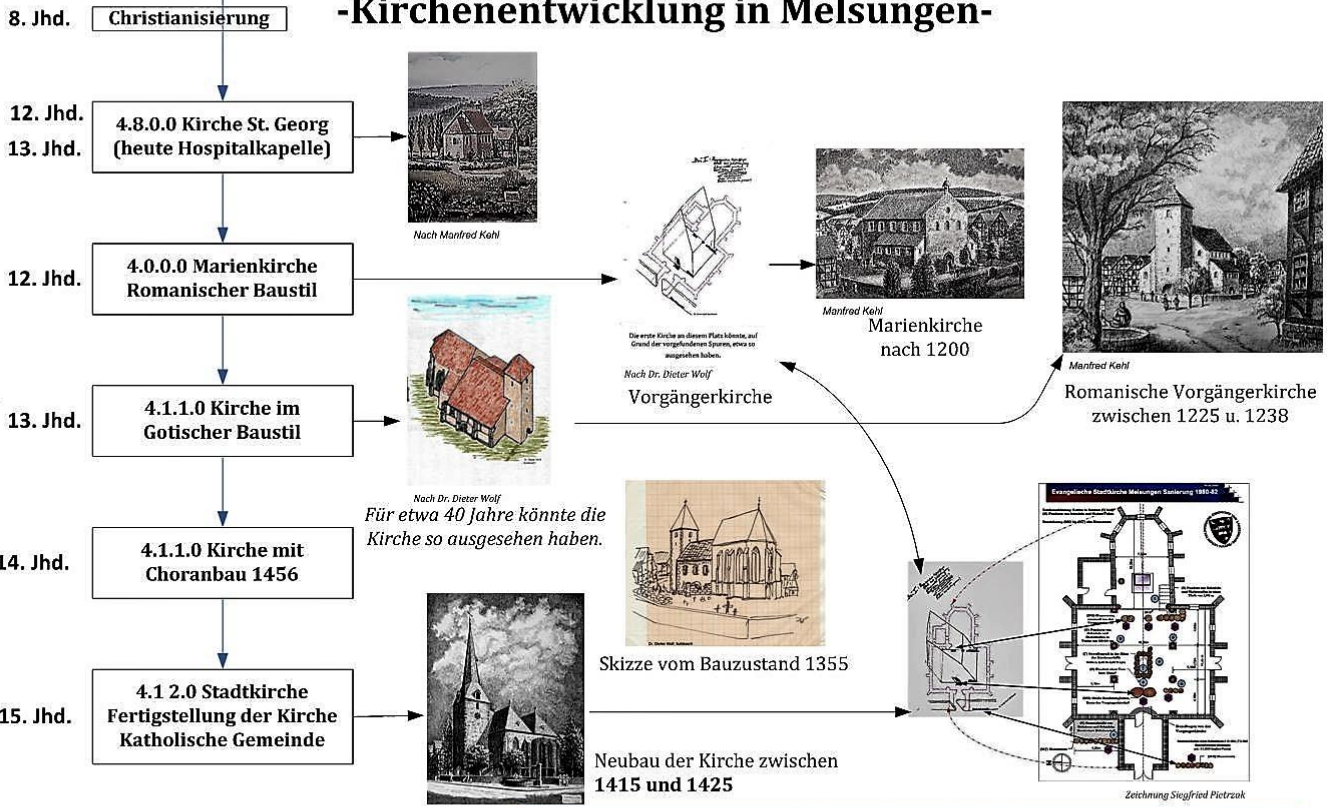 -Kirchenentwicklung in Melsungen-
8. Jhd.
Christianisierung
12. Jhd.
13. Jhd.
4.8.0.0 Kirche St. Georg
(heute Hospitalkapelle)
Nach Manfred Kehl
12. Jhd.
4.0.0.0 Marienkirche
Romanischer Baustil
Die erste Kirche an diesem Platz könnte, auf
Grund der vorgefundenen Spuren, etwa so
ausgesehen haben.
Nach Dr. Dieter Wolf
Vorgängerkirche
Manfred Kehl
Marienkirche
nach 1200
Manfred Kehl
Romanische Vorgängerkirche
zwischen 1225 u. 1238
13. Jhd.
4.1.1.0 Kirche im
Gotischer Baustil
Nach Dr. Dieter Wolf
Für etwa 40 Jahre könnte die
Kirche so ausgesehen haben.
14. Jhd.
4.1.1.0 Kirche mit
Choranbau 1456
Skizze vom Bauzustand 1355
15. Jhd.
4.1 2.0 Stadtkirche
Fertigstellung der Kirche
Katholische Gemeinde
Neubau der Kirche zwischen
1415 und 1425
Evangelische Stadtkirche Melsungen Sanierung 1980-82
Zeichnung Siegfried Pietrzak